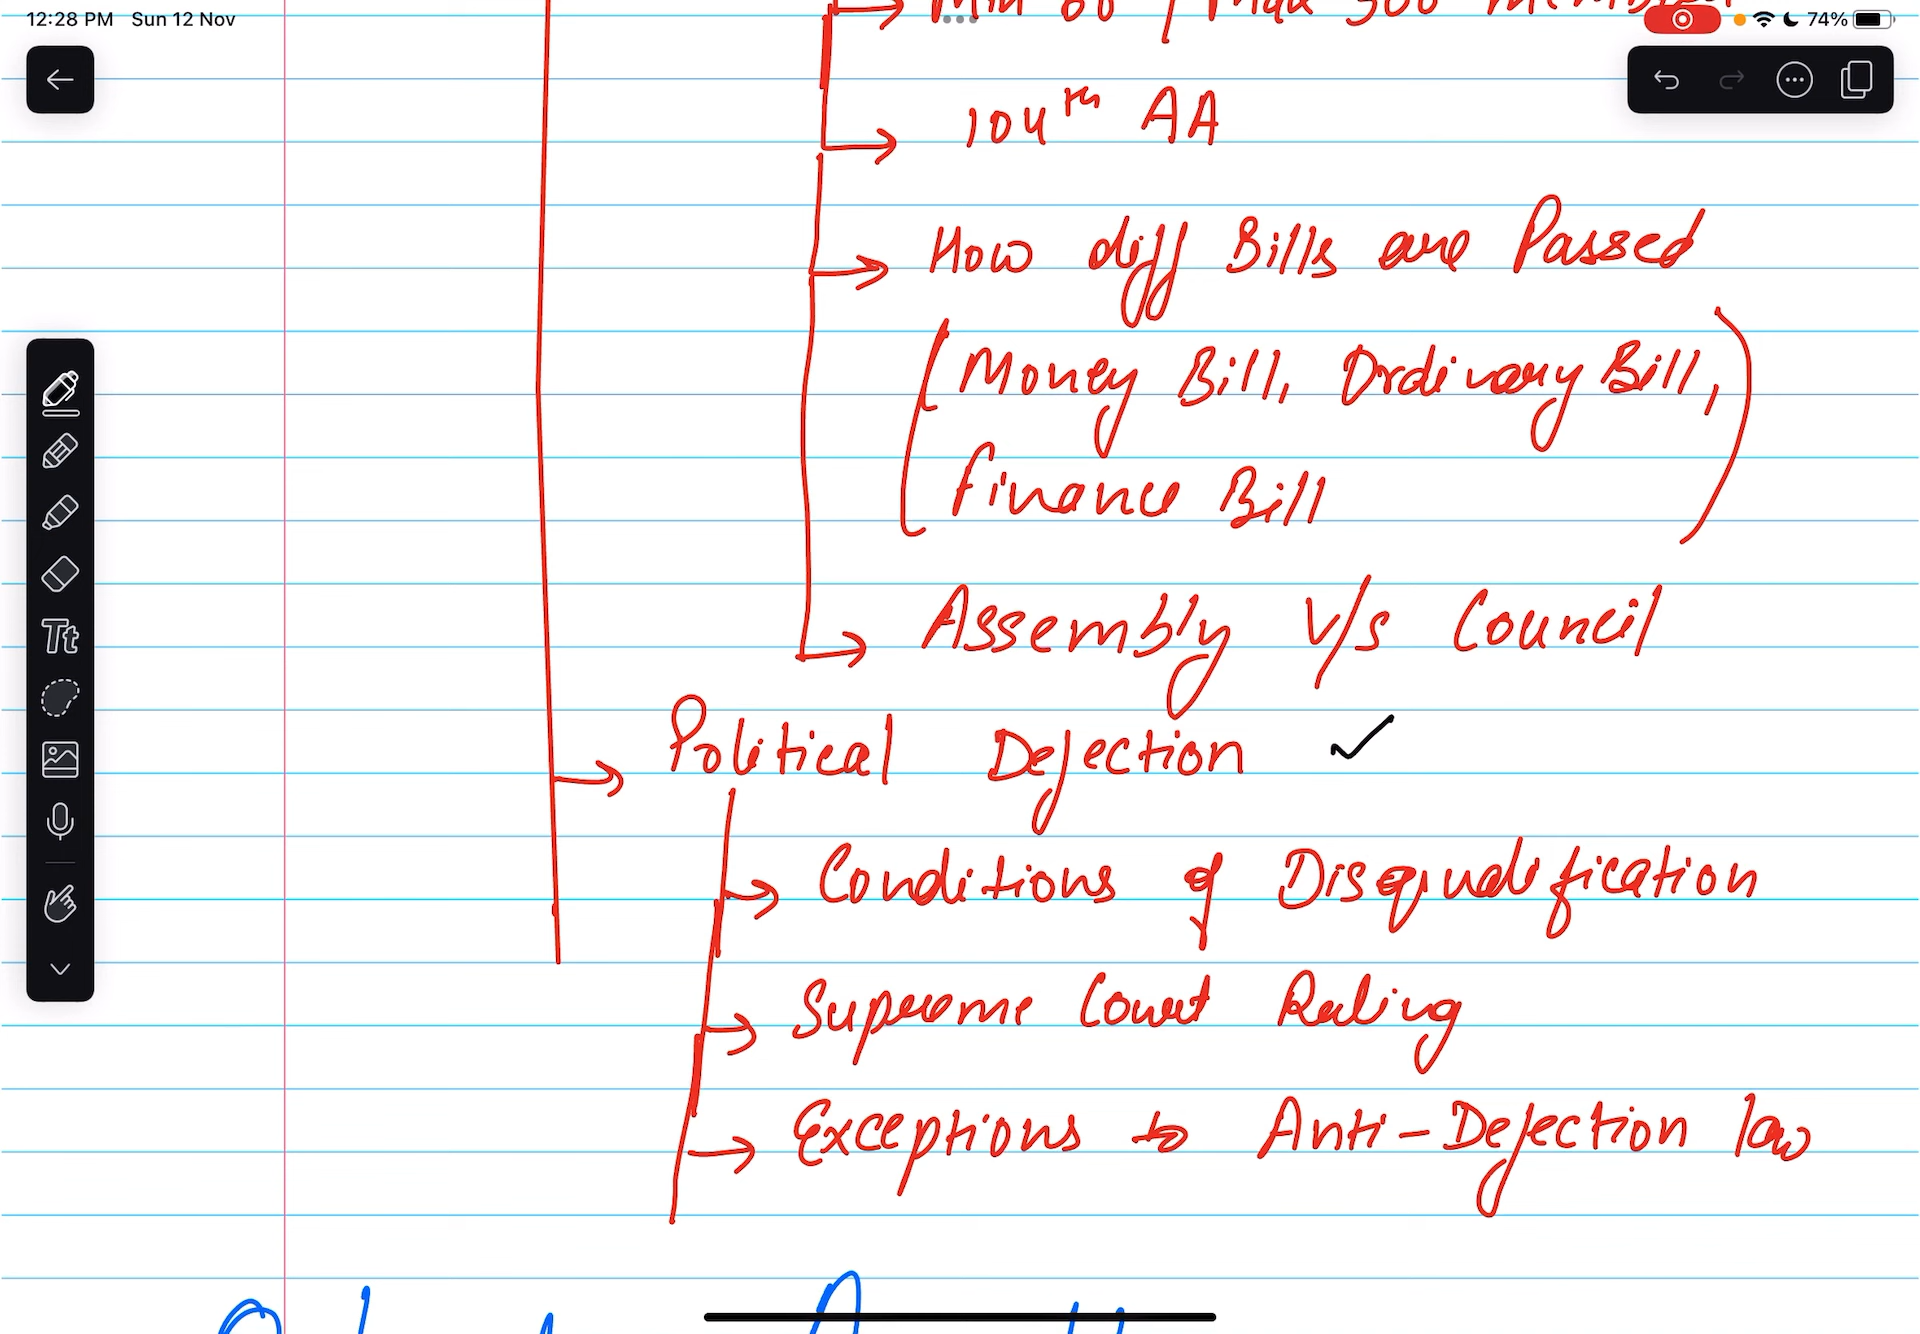 12:28 PM Sun 12 Nov
74%
104th AA
How diff Bills are Passed
(Money Bill, Ordinary Bill,
Finance Bill)
Assembly V/s Council
Political Defection ✓
Conditions of Disqualification
Supreme Court Ruling
Exceptions to Anti-Defection law
Tt